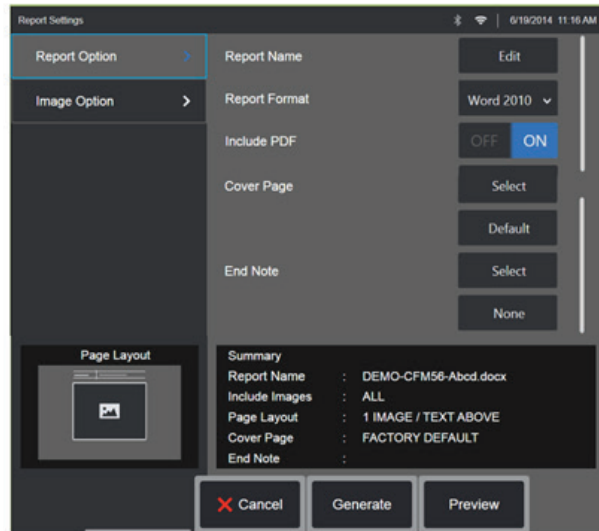 Report Settings 6/19/2014 11:16 AM
Report Option
Image Option
Report Name Edit
Report Format Word 2010
Include PDF OFF ON
Cover Page Select
Default
End Note Select
None
Page Layout
Summary
Report Name : DEMO-CFM56-Abcd.docx
Include Images : ALL
Page Layout : 1 IMAGE / TEXT ABOVE
Cover Page : FACTORY DEFAULT
End Note :
Cancel Generate Preview